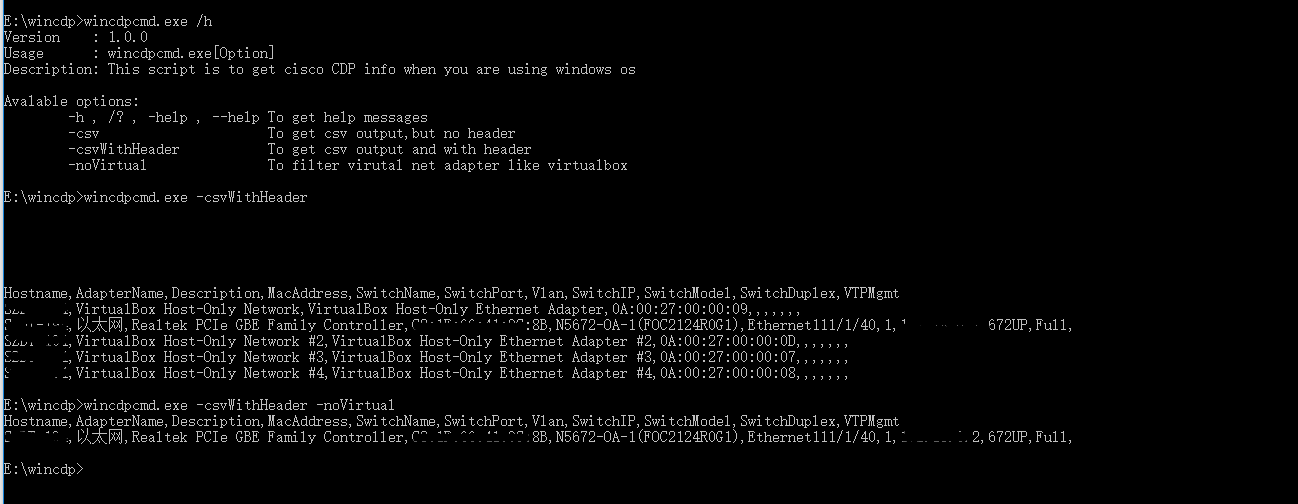 E:\wincdp>wincdpcmd.exe /h
Version    : 1.0.0
Usage      : wincdpcmd.exe[Option]
Description: This script is to get cisco CDP info when you are using windows os
Avalable options:
-h , /? , -help , --help To get help messages
-csv To get csv output,but no header
-csvWithHeader To get csv output and with header
-noVirtual To filter virutal net adapter like virtualbox
E:\wincdp>wincdpcmd.exe -csvWithHeader
Hostname,AdapterName,Description,MacAddress,SwitchName,SwitchPort,Vlan,SwitchIP,SwitchModel,SwitchDuplex,VTPMgmt
,VirtualBox Host-Only Network,VirtualBox Host-Only Ethernet Adapter,0A:00:27:00:00:09,,,,,,,
,以太网,Realtek PCIe GBE Family Controller, :8B,N5672-OA-1(FOC2124R0G1),Ethernet111/1/40,1, 672UP,Full,
,VirtualBox Host-Only Network #2,VirtualBox Host-Only Ethernet Adapter #2,0A:00:27:00:00:0D,,,,,,,
,VirtualBox Host-Only Network #3,VirtualBox Host-Only Ethernet Adapter #3,0A:00:27:00:00:07,,,,,,,
,VirtualBox Host-Only Network #4,VirtualBox Host-Only Ethernet Adapter #4,0A:00:27:00:00:08,,,,,,,
E:\wincdp>wincdpcmd.exe -csvWithHeader -noVirtual
Hostname,AdapterName,Description,MacAddress,SwitchName,SwitchPort,Vlan,SwitchIP,SwitchModel,SwitchDuplex,VTPMgmt
,以太网,Realtek PCIe GBE Family Controller, :8B,N5672-OA-1(FOC2124R0G1),Ethernet111/1/40,1, 2,672UP,Full,
E:\wincdp>